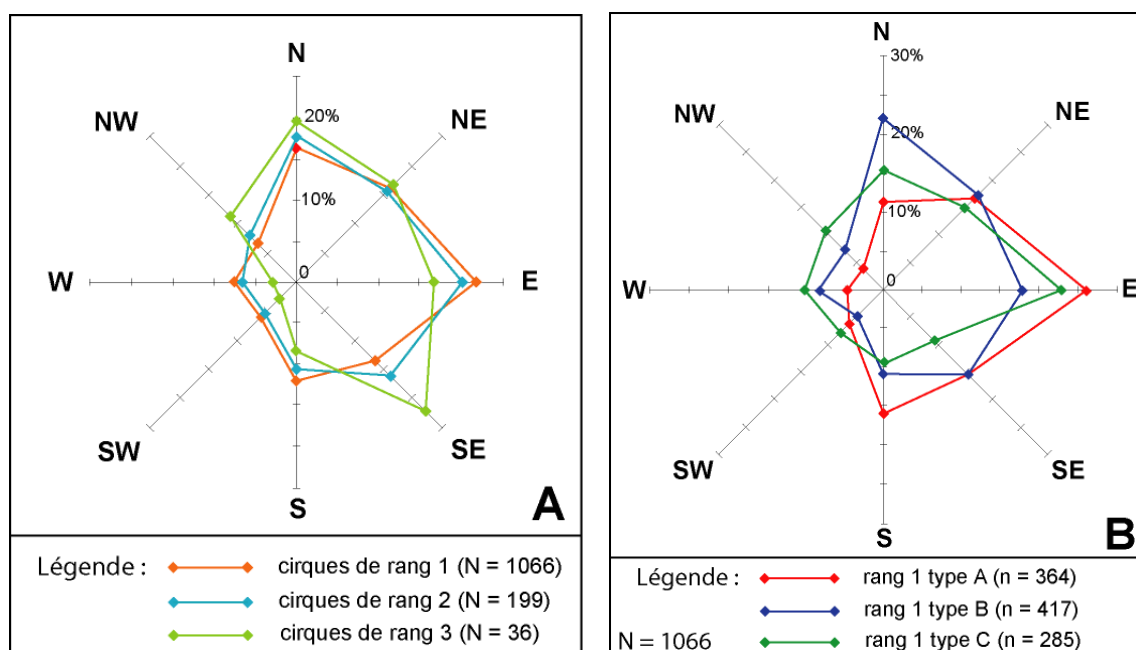 N
20%
NW
NE
10%
W
0
E
SW
SE
S
A
Légende :
cirques de rang 1 (N = 1066)
cirques de rang 2 (N = 199)
cirques de rang 3 (N = 36)
N
30%
NW
NE
20%
10%
W
0
E
SW
SE
S
B
Légende :
rang 1 type A (n = 364)
rang 1 type B (n = 417)
N = 1066
rang 1 type C (n = 285)